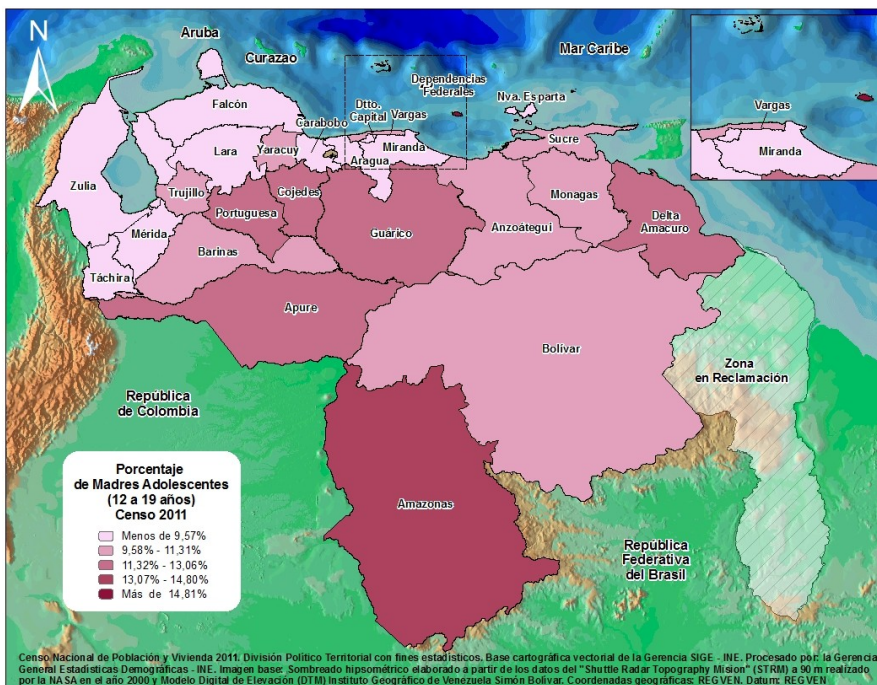 N
Aruba
Curazao
Mar Caribe
Dependencias
Federales
Nva. Esparta
Falcón
Dtto.
Capital
Vargas
Carabobo
Miranda
Sucre
Vargas
Miranda
Lara
Yaracuy
Aragua
Zulia
Trujillo
Cojedes
Monagas
Portuguesa
Guárico
Anzoátegui
Delta
Amacuro
Mérida
Barinas
Táchira
Apure
Bolívar
Zona
en Reclamación
República
de Colombia
Amazonas
República
Federativa
del Brasil
Porcentaje
de Madres Adolescentes
(12 a 19 años)
Censo 2011
Menos de 9,57%
9,58% - 11,31%
11,32% - 13,06%
13,07% - 14,80%
Más de 14,81%
Censo Nacional de Población y Vivienda 2011. División Político Territorial con fines estadísticos. Base cartográfica vectorial de la Gerencia SIGE - INE. Procesado por: la Gerencia
General Estadísticas Demográficas - INE. Imagen base: Sombreado hipsométrico elaborado a partir de los datos del "Shuttle Radar Topography Mision" (STRM) a 90 m realizado
por la NASA en el año 2000 y Modelo Digital de Elevación (DTM) Instituto Geográfico de Venezuela Simón Bolívar. Coordenadas geográficas: REGVEN. Datum: REGVEN